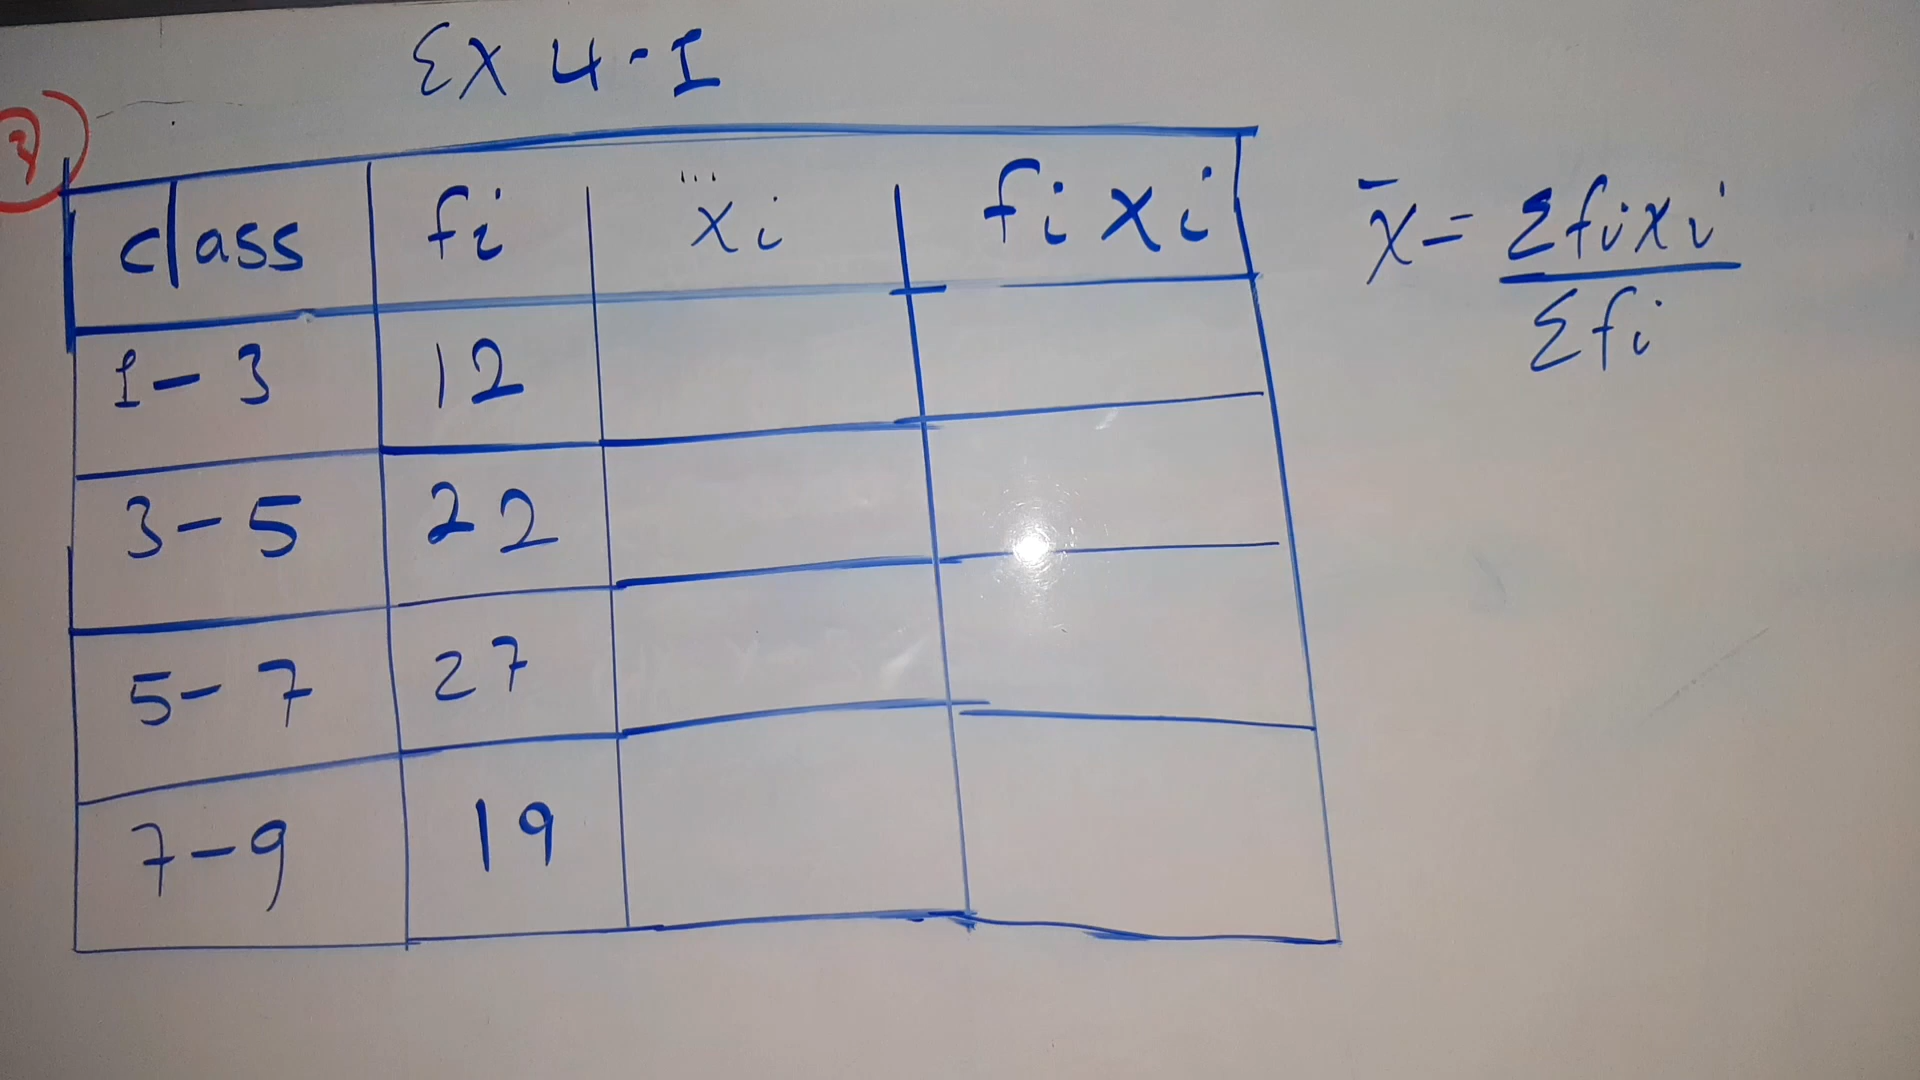 Ex 4-1
3
class fi xi fixi
x̄ = Σfixi / Σfi
1-3 12
3-5 22
5-7 27
7-9 19